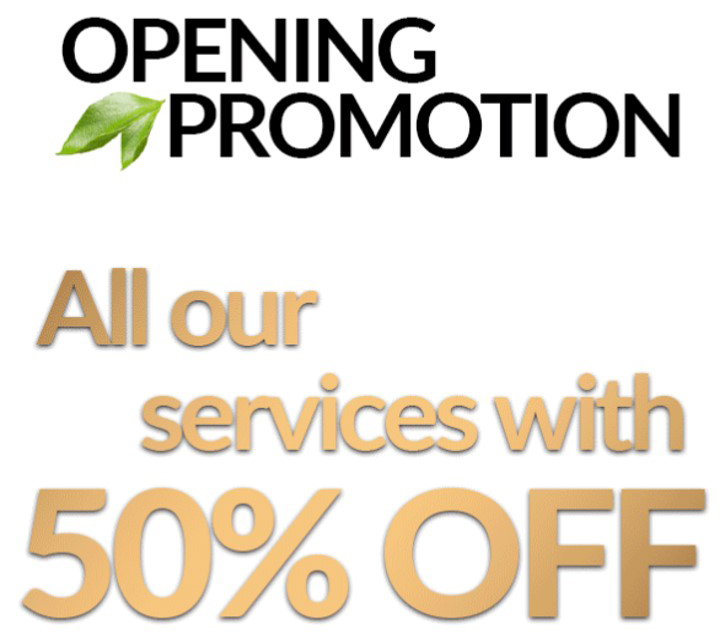 OPENING
PROMOTION
All our
services with
50% OFF